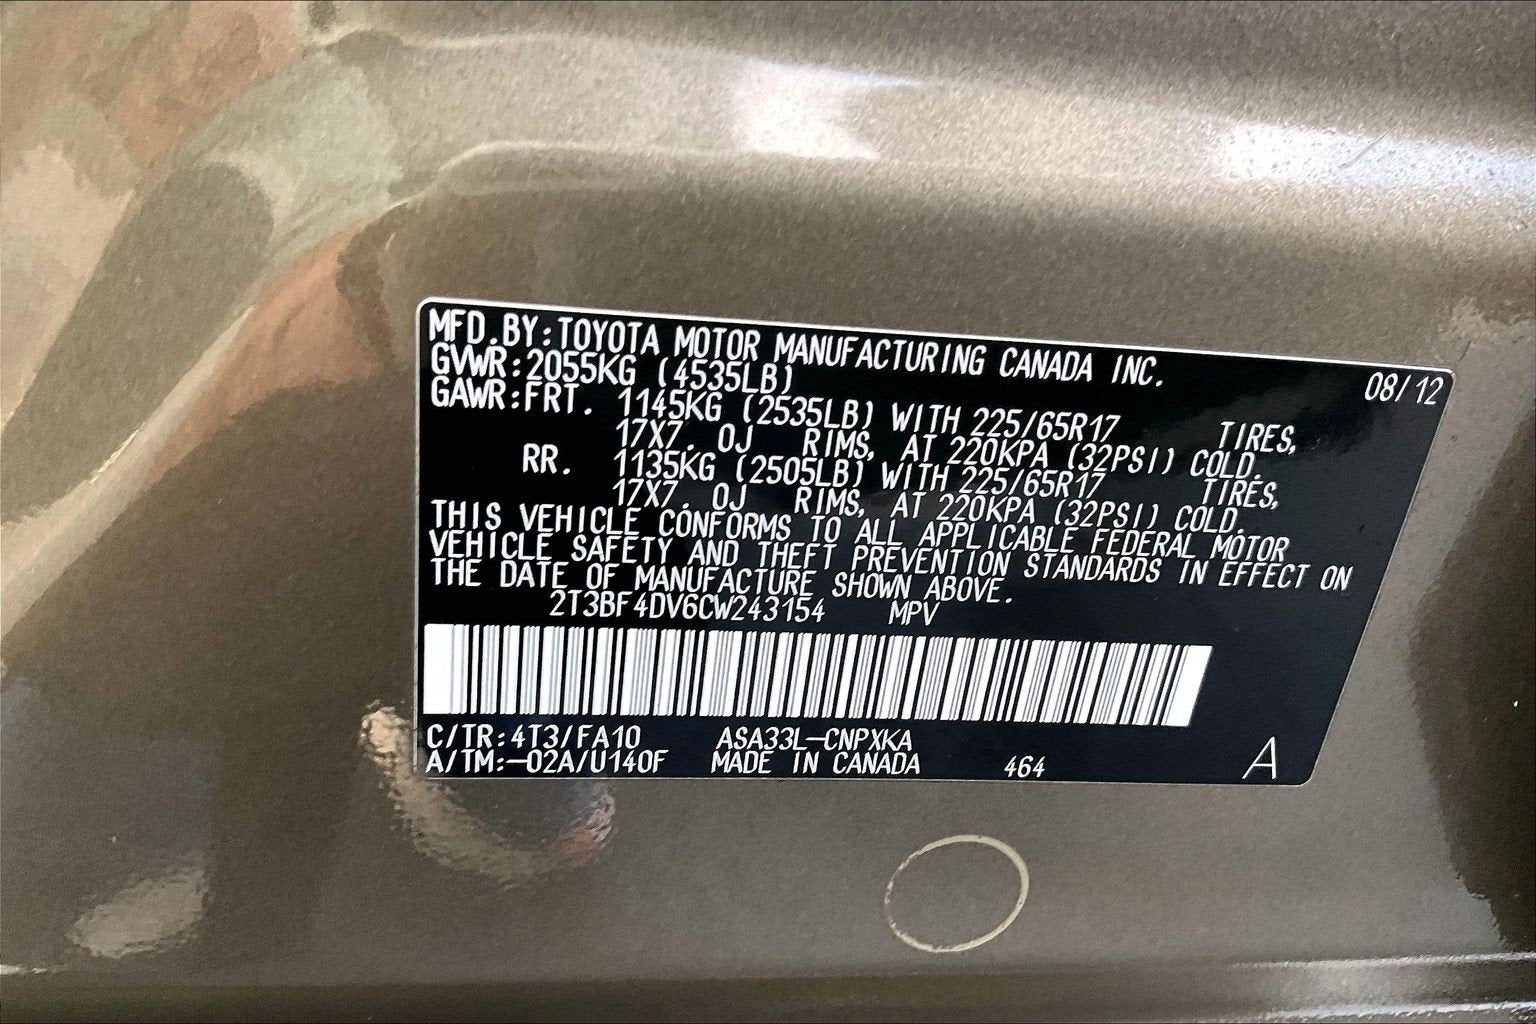 MFD.BY:TOYOTA MOTOR MANUFACTURING CANADA INC. 08/12
GVWR:2055KG (4535LB)
GAWR:FRT. 1145KG (2535LB) WITH 225/65R17 TIRES,
17X7.0J RIMS, AT 220KPA (32PSI) COLD.
RR. 1135KG (2505LB) WITH 225/65R17 TIRES,
17X7.0J RIMS, AT 220KPA (32PSI) COLD.
THIS VEHICLE CONFORMS TO ALL APPLICABLE FEDERAL MOTOR
VEHICLE SAFETY AND THEFT PREVENTION STANDARDS IN EFFECT ON
THE DATE OF MANUFACTURE SHOWN ABOVE.
2T3BF4DV6CW243154 MPV
C/TR:4T3/FA10 ASA33L-CNPXKA
A/TM:-02A/U140F MADE IN CANADA 464 A